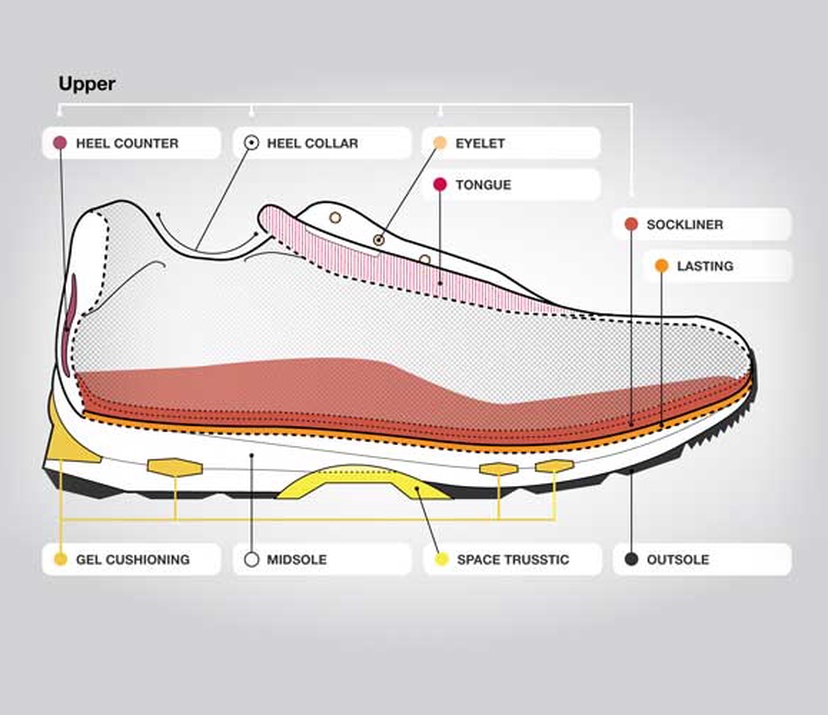 Upper
HEEL COUNTER
HEEL COLLAR
EYELET
TONGUE
SOCKLINER
LASTING
GEL CUSHIONING
MIDSOLE
SPACE TRUSSTIC
OUTSOLE